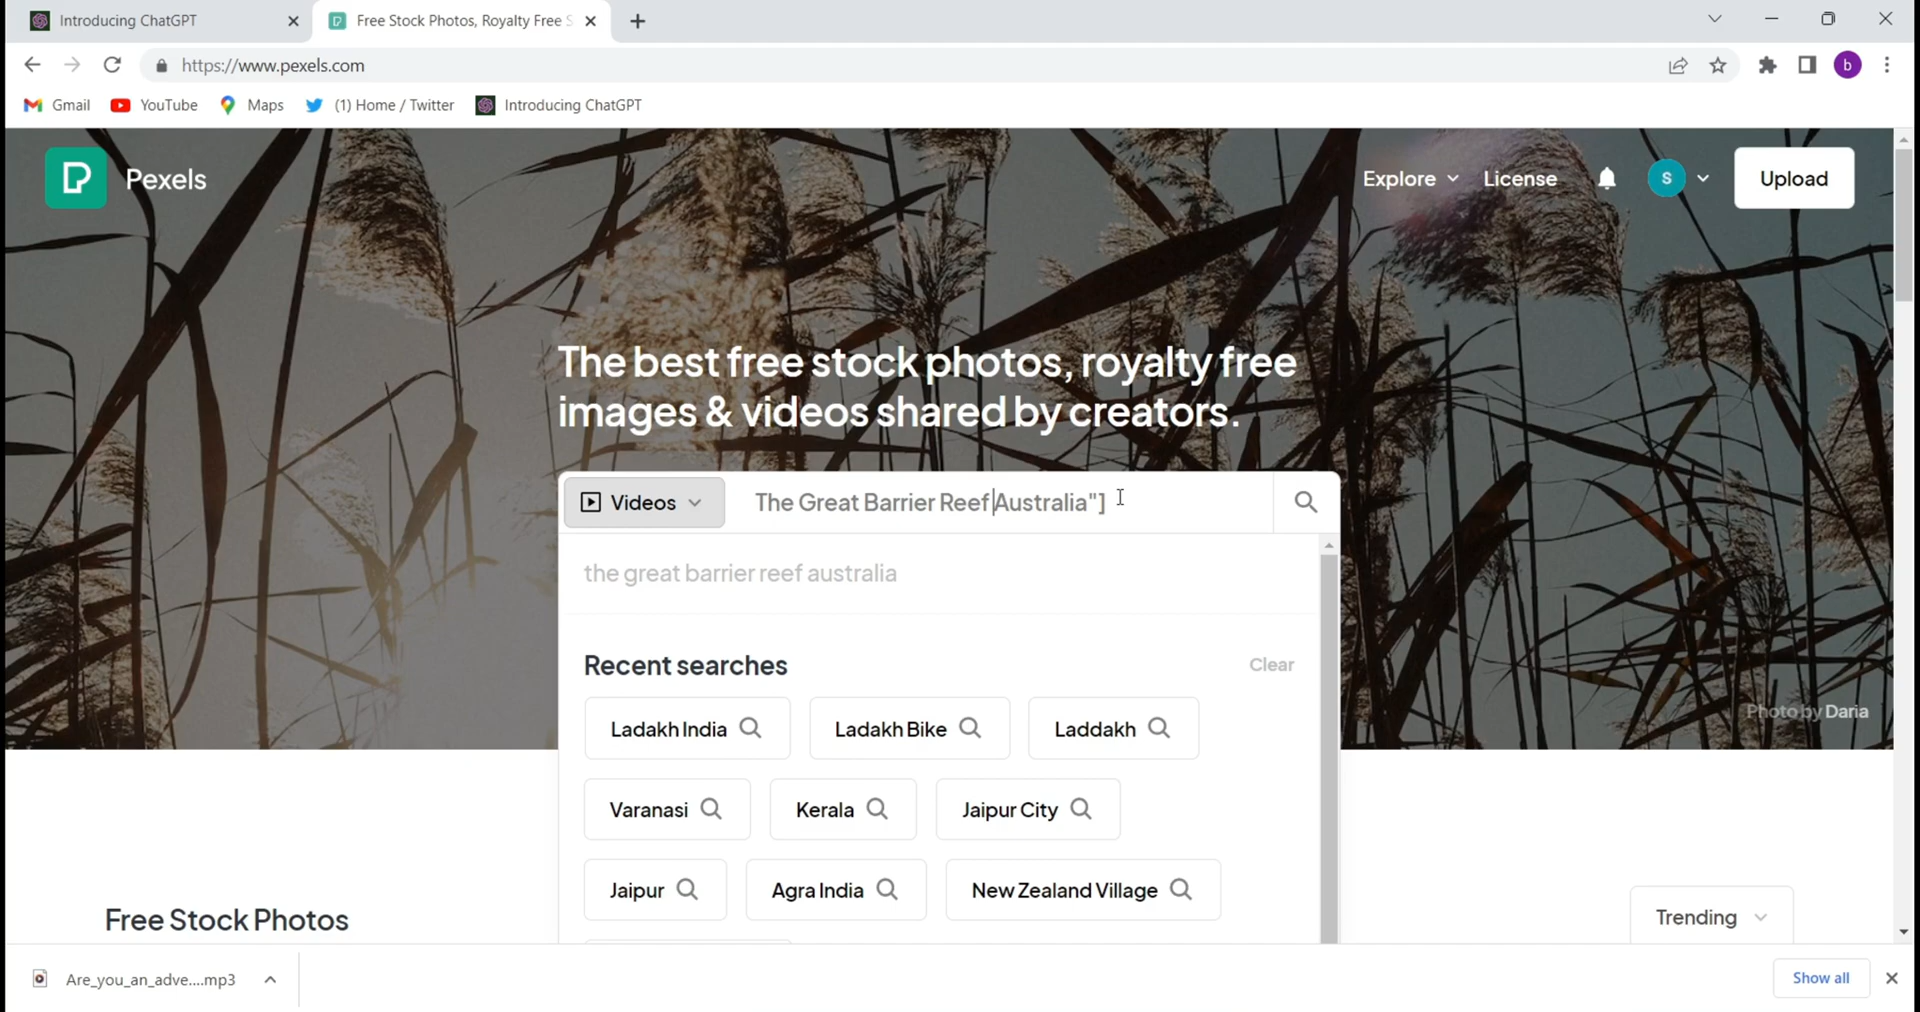 Introducing ChatGPT
Free Stock Photos, Royalty Free S
https://www.pexels.com
b
Gmail
YouTube
Maps
(1) Home / Twitter
Introducing ChatGPT
Pexels
Explore
License
S
Upload
The best free stock photos, royalty free
images & videos shared by creators.
Videos
The Great Barrier Reef Australia"]
the great barrier reef australia
Recent searches
Clear
Ladakh India
Ladakh Bike
Laddakh
Photo by Daria
Varanasi
Kerala
Jaipur City
Jaipur
Agra India
New Zealand Village
Free Stock Photos
Trending
Are_you_an_adve....mp3
Show all